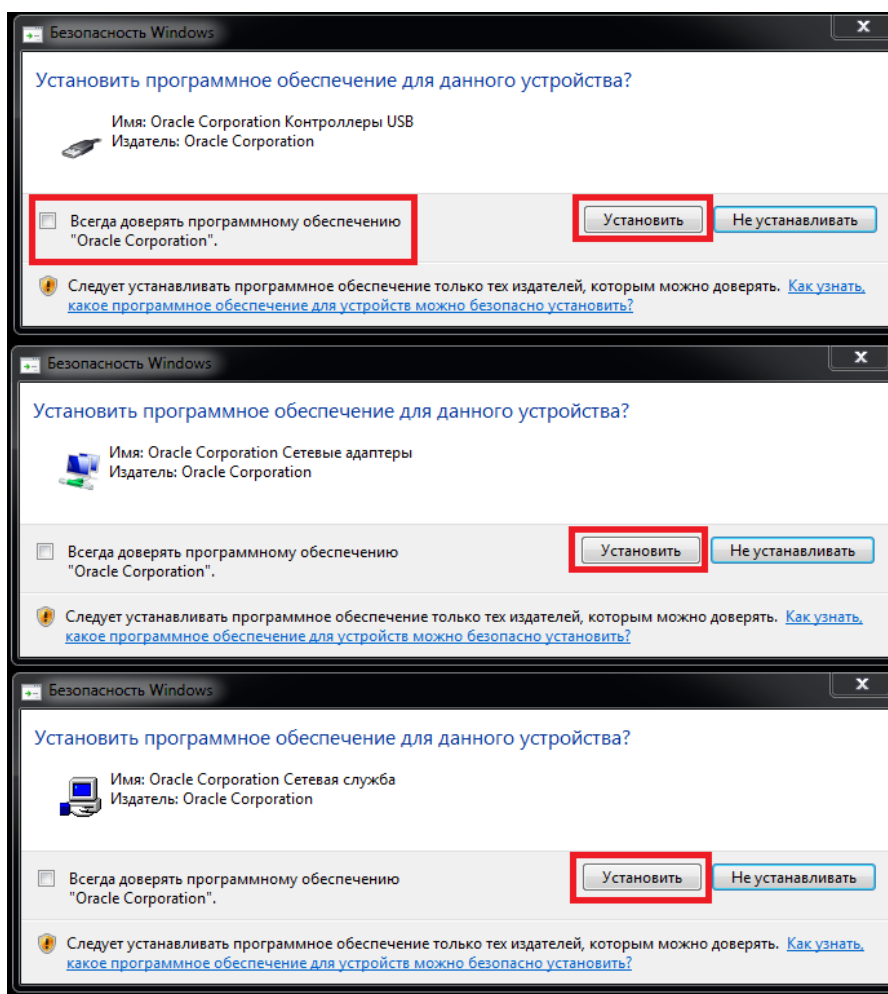 Безопасность Windows
Установить программное обеспечение для данного устройства?
Имя: Oracle Corporation Контроллеры USB
Издатель: Oracle Corporation
Всегда доверять программному обеспечению
"Oracle Corporation".
Установить
Не устанавливать
Следует устанавливать программное обеспечение только тех издателей, которым можно доверять. Как узнать,
какое программное обеспечение для устройств можно безопасно установить?
Безопасность Windows
Установить программное обеспечение для данного устройства?
Имя: Oracle Corporation Сетевые адаптеры
Издатель: Oracle Corporation
Всегда доверять программному обеспечению
"Oracle Corporation".
Установить
Не устанавливать
Следует устанавливать программное обеспечение только тех издателей, которым можно доверять. Как узнать,
какое программное обеспечение для устройств можно безопасно установить?
Безопасность Windows
Установить программное обеспечение для данного устройства?
Имя: Oracle Corporation Сетевая служба
Издатель: Oracle Corporation
Всегда доверять программному обеспечению
"Oracle Corporation".
Установить
Не устанавливать
Следует устанавливать программное обеспечение только тех издателей, которым можно доверять. Как узнать,
какое программное обеспечение для устройств можно безопасно установить?